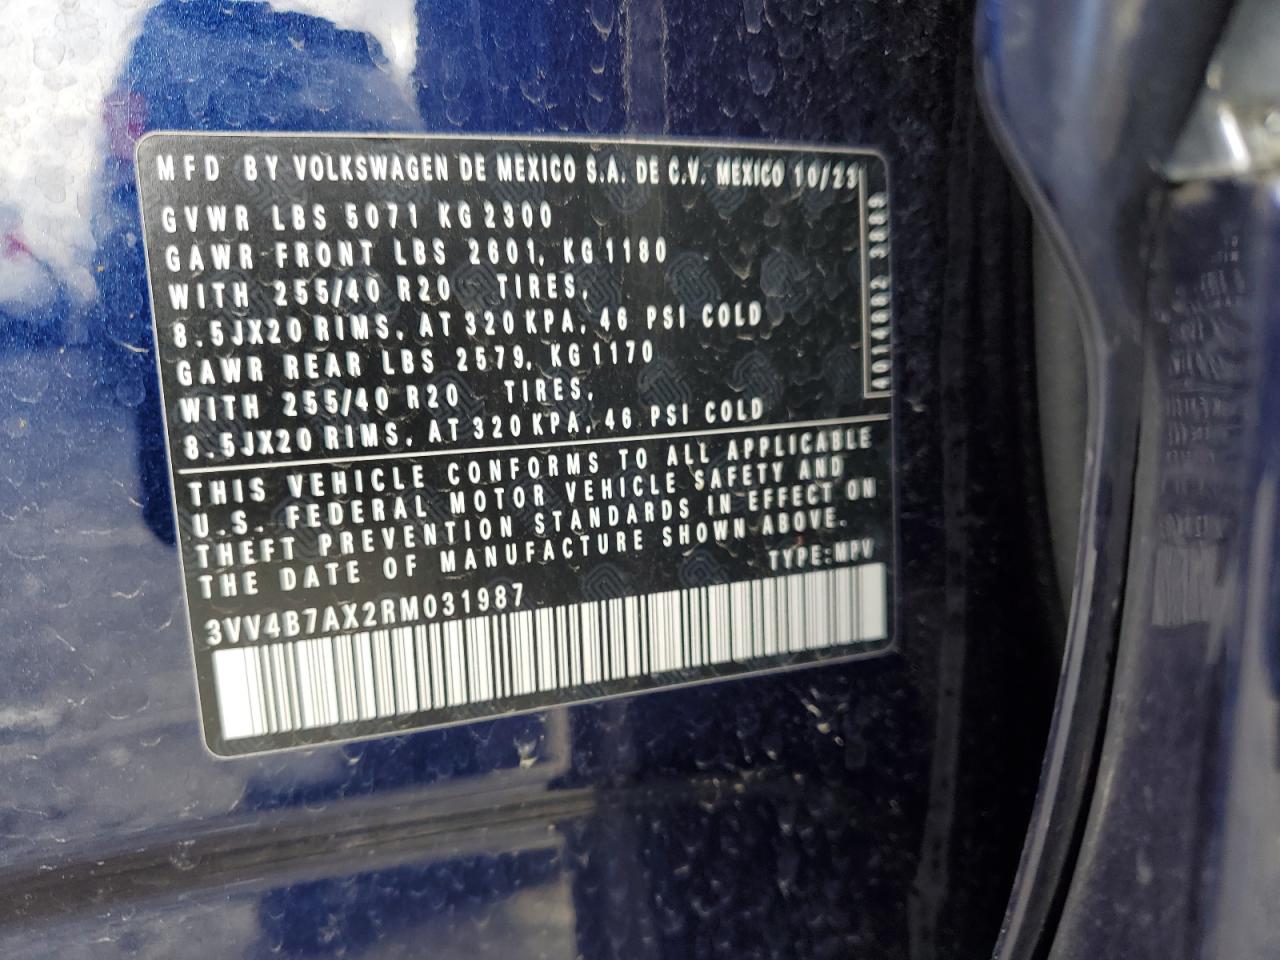 MFD BY VOLKSWAGEN DE MEXICO S.A. DE C.V. MEXICO 10/23
GVWR LBS 5071 KG 2300
GAWR FRONT LBS 2601, KG 1180
WITH 255/40 R20 TIRES,
8.5JX20 RIMS, AT 320 KPA, 46 PSI COLD
GAWR REAR LBS 2579, KG 1170
WITH 255/40 R20 TIRES,
8.5JX20 RIMS, AT 320 KPA, 46 PSI COLD
4014082 3889
THIS VEHICLE CONFORMS TO ALL APPLICABLE
U.S. FEDERAL MOTOR VEHICLE SAFETY AND
THEFT PREVENTION STANDARDS IN EFFECT ON
THE DATE OF MANUFACTURE SHOWN ABOVE.
TYPE:MPV
3VV4B7AX2RM031987